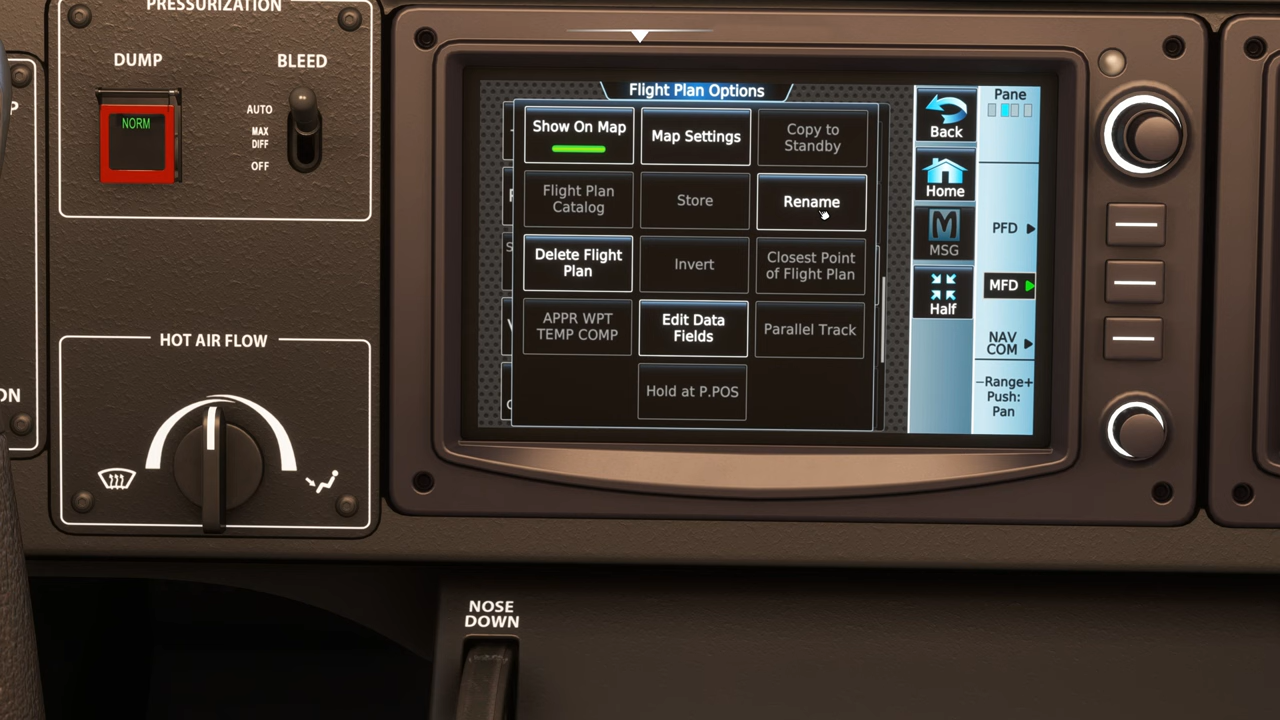 PRESSURIZATION
DUMP
BLEED
NORM
AUTO
MAX
DIFF
OFF
HOT AIR FLOW
P
ON
Flight Plan Options
Show On Map
Map Settings
Copy to
Standby
Flight Plan
Catalog
Store
Rename
Delete Flight
Plan
Invert
Closest Point
of Flight Plan
APPR WPT
TEMP COMP
Edit Data
Fields
Parallel Track
Hold at P.POS
Back
Home
MSG
Half
Pane
PFD
MFD
NAV
COM
−Range+
Push:
Pan
NOSE
DOWN